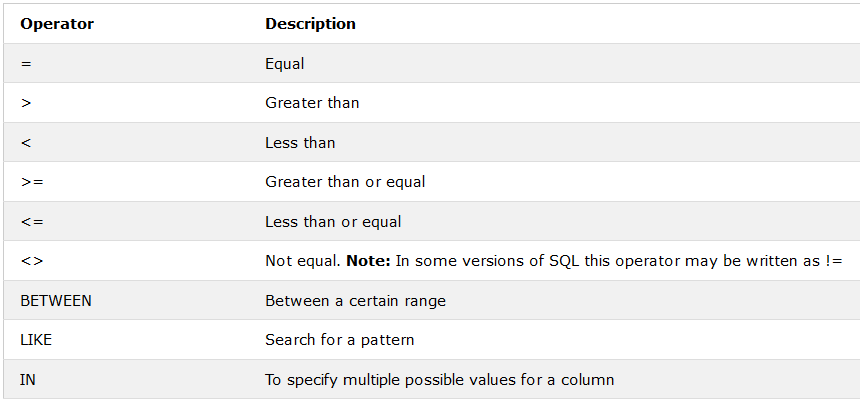 Operator Description
= Equal
> Greater than
< Less than
>= Greater than or equal
<= Less than or equal
<> Not equal. Note: In some versions of SQL this operator may be written as !=
BETWEEN Between a certain range
LIKE Search for a pattern
IN To specify multiple possible values for a column